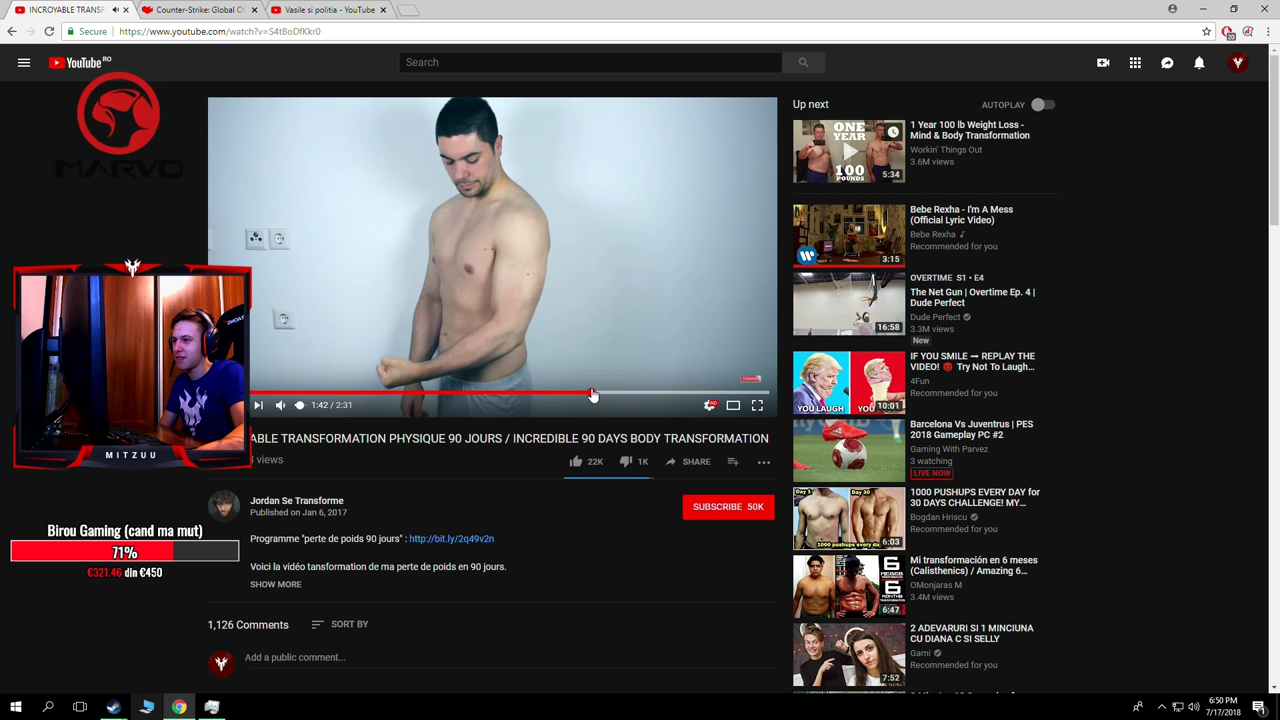 INCROYABLE TRANSF
Counter-Strike: Global O
Vasile si politia - YouTube
Secure
https://www.youtube.com/watch?v=S4tBoDfKkr0
20
YouTube RO
Search
MARVO
Up next
AUTOPLAY
ONE YEAR
100
POUNDS
5:34
1 Year 100 lb Weight Loss -
Mind & Body Transformation
Workin' Things Out
3.6M views
3:15
Bebe Rexha - I'm A Mess
(Official Lyric Video)
Bebe Rexha
Recommended for you
16:58
OVERTIME S1 • E4
The Net Gun | Overtime Ep. 4 |
Dude Perfect
Dude Perfect
3.3M views
New
YOU LAUGH
YOU
10:01
IF YOU SMILE ➞ REPLAY THE
VIDEO! Try Not To Laugh...
4Fun
Recommended for you
Barcelona Vs Juventrus | PES
2018 Gameplay PC #2
Gaming With Parvez
3 watching
LIVE NOW
Day 1
Day 30
1000 pushups every day
6:03
1000 PUSHUPS EVERY DAY for
30 DAYS CHALLENGE! MY...
Bogdan Hriscu
Recommended for you
6
6
6:47
Mi transformación en 6 meses
(Calisthenics) / Amazing 6...
OMonjaras M
3.4M views
7:52
2 ADEVARURI SI 1 MINCIUNA
CU DIANA C SI SELLY
Gami
Recommended for you
1:42 / 2:31
HD
MITZUU
ABLE TRANSFORMATION PHYSIQUE 90 JOURS / INCREDIBLE 90 DAYS BODY TRANSFORMATION
views
22K
1K
SHARE
Jordan Se Transforme
Published on Jan 6, 2017
SUBSCRIBE 50K
Birou Gaming (cand ma mut)
71%
€321.46 din €450
Programme "perte de poids 90 jours" : http://bit.ly/2q49v2n
Voici la vidéo tansformation de ma perte de poids en 90 jours.
SHOW MORE
1,126 Comments
SORT BY
Add a public comment...
6:50 PM
7/17/2018
1